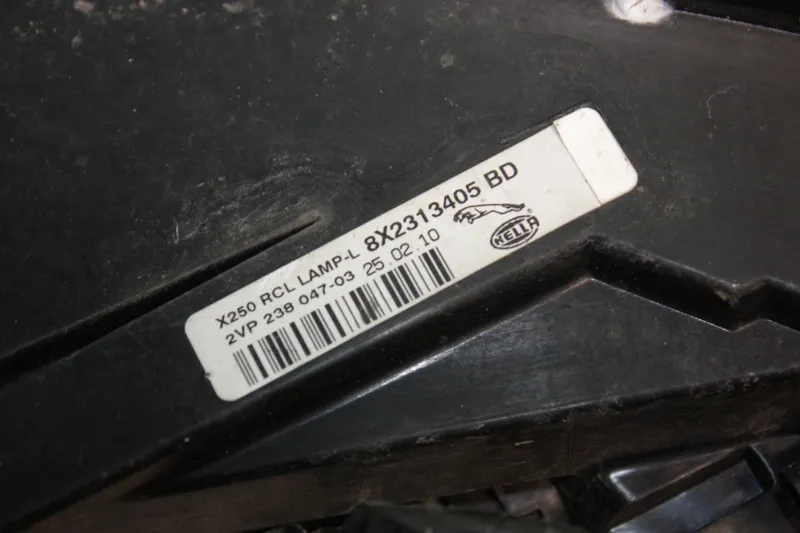 X250 RCL LAMP-L 8X2313405 BD
2VP 238 047-03 25.02.10
HELLA